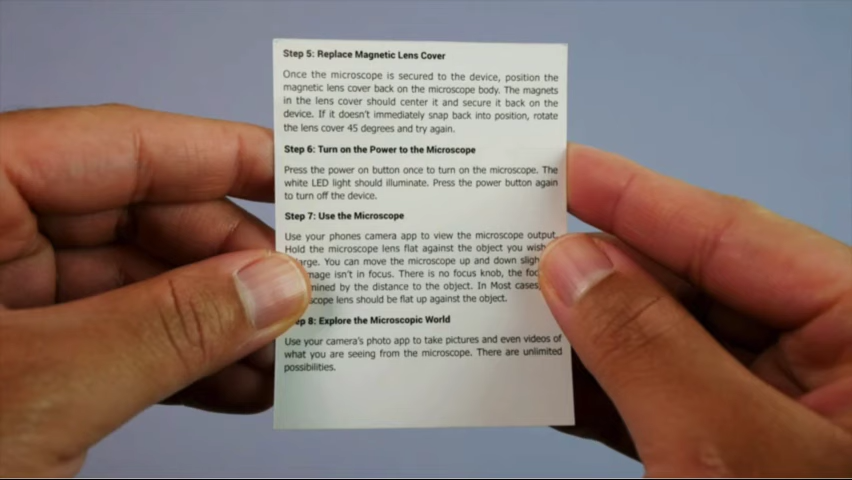 Step 5: Replace Magnetic Lens Cover
Once the microscope is secured to the device, position the
magnetic lens cover back on the microscope body. The magnets
in the lens cover should center it and secure it back on the
device. If it doesn't immediately snap back into position, rotate
the lens cover 45 degrees and try again.
Step 6: Turn on the Power to the Microscope
Press the power on button once to turn on the microscope. The
white LED light should illuminate. Press the power button again
to turn off the device.
Step 7: Use the Microscope
Use your phones camera app to view the microscope output.
Hold the microscope lens flat against the object you wish
You can move the microscope up and down
isn't in focus. There is no focus knob, the
by the distance to the object. In Most cases,
lens should be flat up against the object.
8: Explore the Microscopic World
Use your camera's photo app to take pictures and even videos of
what you are seeing from the microscope. There are unlimited
possibilities.